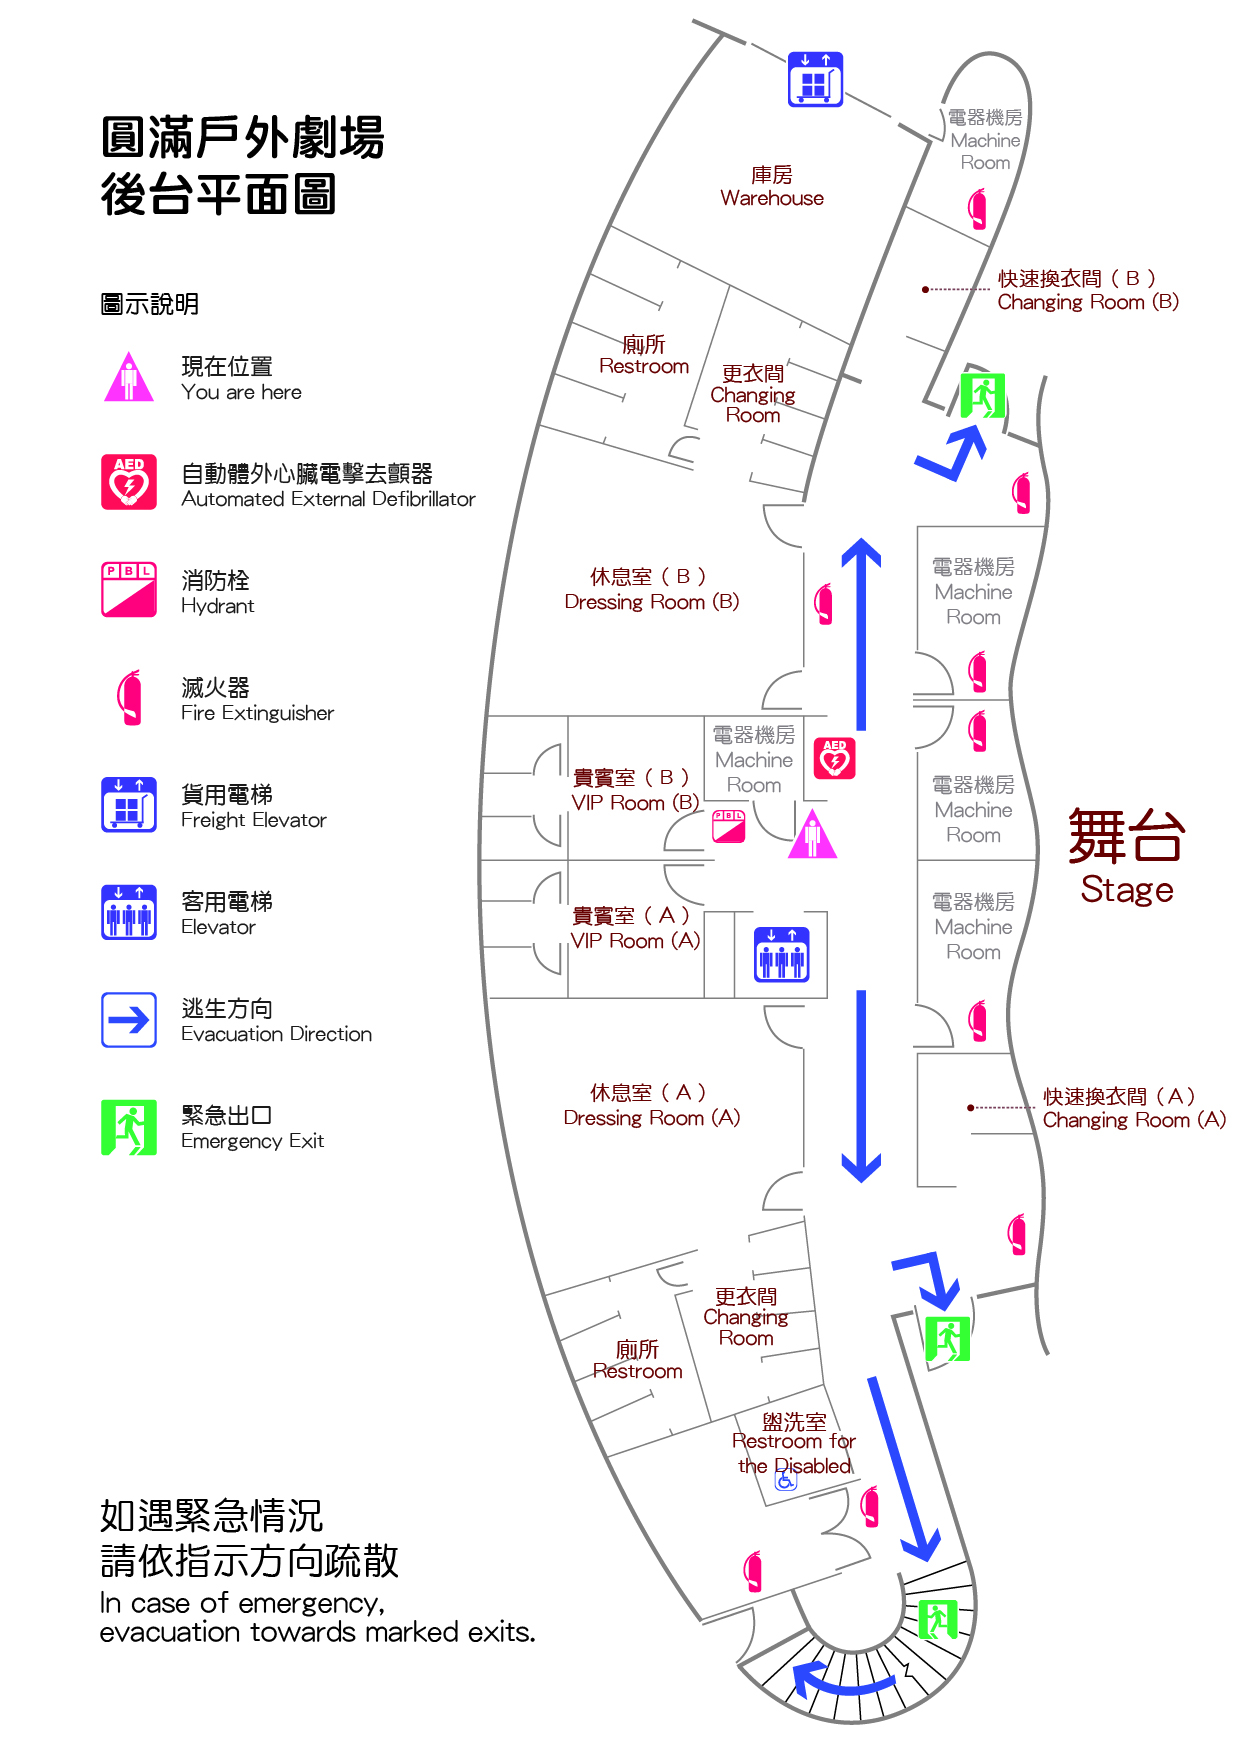 圓滿戶外劇場
後台平面圖
圖示說明
現在位置
You are here
AED
自動體外心臟電擊去顫器
Automated External Defibrillator
P B L
消防栓
Hydrant
滅火器
Fire Extinguisher
貨用電梯
Freight Elevator
客用電梯
Elevator
逃生方向
Evacuation Direction
緊急出口
Emergency Exit
如遇緊急情況
請依指示方向疏散
In case of emergency,
evacuation towards marked exits.
電器機房
Machine
Room
庫房
Warehouse
快速換衣間（B）
Changing Room (B)
廁所
Restroom
更衣間
Changing
Room
休息室（B）
Dressing Room (B)
電器機房
Machine
Room
電器機房
Machine
Room
AED
貴賓室（B）
VIP Room (B)
P B L
電器機房
Machine
Room
舞台
Stage
貴賓室（A）
VIP Room (A)
電器機房
Machine
Room
休息室（A）
Dressing Room (A)
快速換衣間（A）
Changing Room (A)
更衣間
Changing
Room
廁所
Restroom
盥洗室
Restroom for
the Disabled